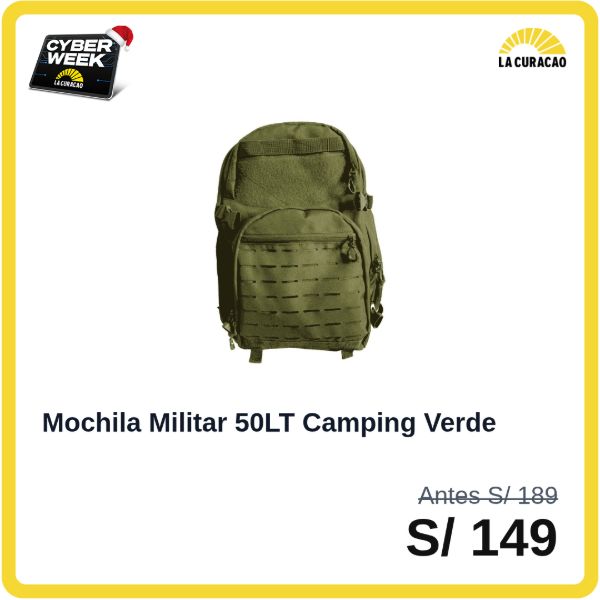 CYBER
WEEK
LA CURACAO
LA CURACAO
Mochila Militar 50LT Camping Verde
Antes S/ 189
S/ 149